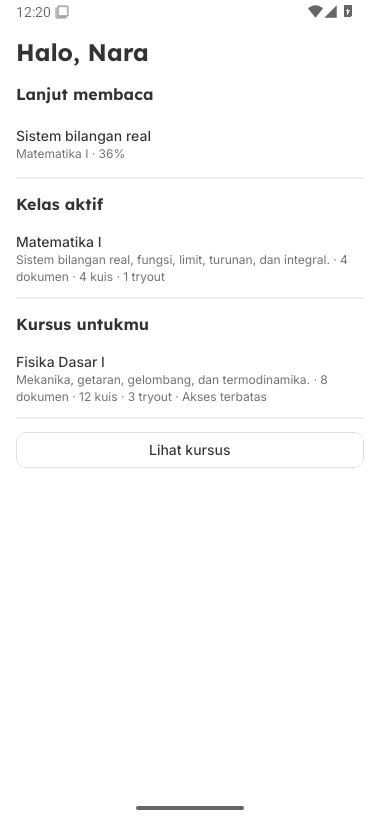 12:20
Halo, Nara
Lanjut membaca
Sistem bilangan real
Matematika I · 36%
Kelas aktif
Matematika I
Sistem bilangan real, fungsi, limit, turunan, dan integral. · 4
dokumen · 4 kuis · 1 tryout
Kursus untukmu
Fisika Dasar I
Mekanika, getaran, gelombang, dan termodinamika. · 8
dokumen · 12 kuis · 3 tryout · Akses terbatas
Lihat kursus